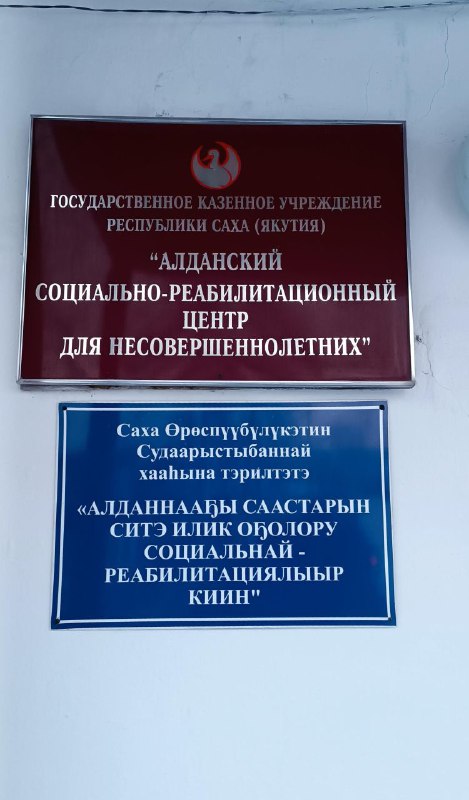 ГОСУДАРСТВЕННОЕ КАЗЕННОЕ УЧРЕЖДЕНИЕ
РЕСПУБЛИКИ САХА (ЯКУТИЯ)
“АЛДАНСКИЙ
СОЦИАЛЬНО-РЕАБИЛИТАЦИОННЫЙ
ЦЕНТР
ДЛЯ НЕСОВЕРШЕННОЛЕТНИХ”
Саха Өрөспүүбүлүкэтин
Судаарыстыбаннай
хааһына тэрилтэтэ
«АЛДАННААҔЫ СААСТАРЫН
СИТЭ ИЛИК ОҔОЛОРУ
СОЦИАЛЬНАЙ -
РЕАБИЛИТАЦИЯЛЫЫР
КИИН"